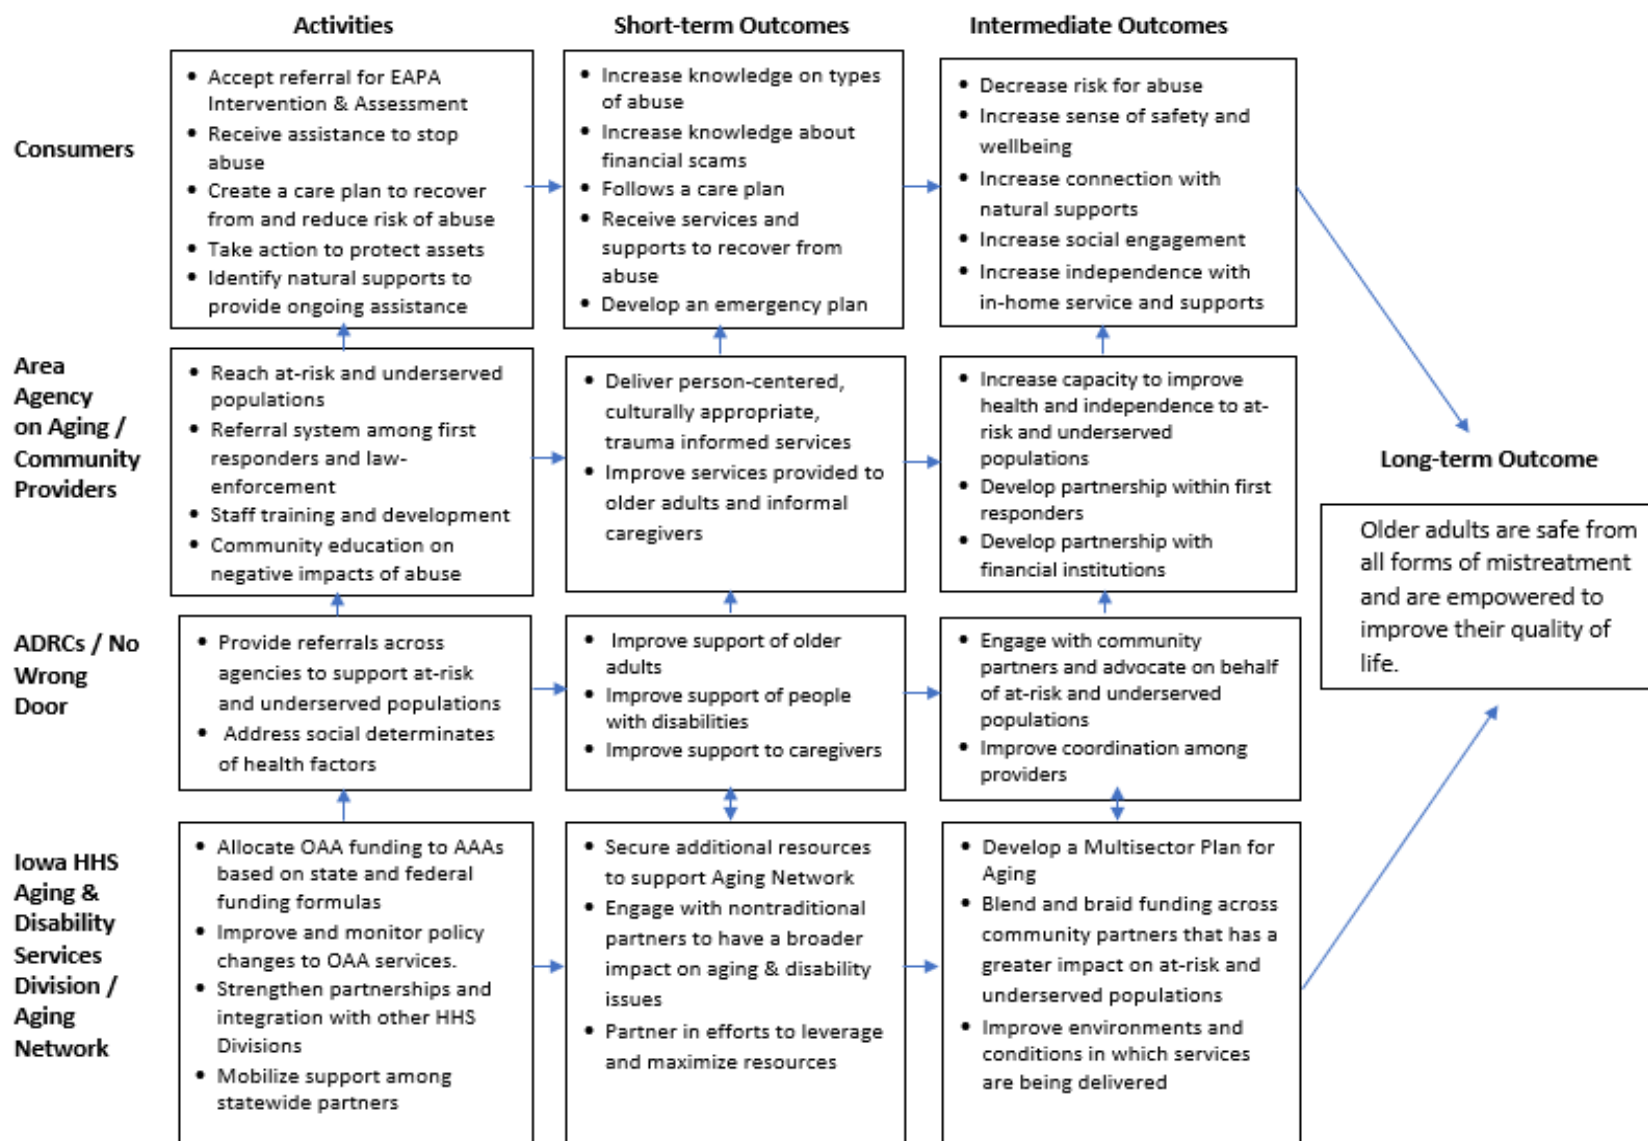 Activities
Short-term Outcomes
Intermediate Outcomes
Consumers
• Accept referral for EAPA
Intervention & Assessment
• Receive assistance to stop
abuse
• Create a care plan to recover
from and reduce risk of abuse
• Take action to protect assets
• Identify natural supports to
provide ongoing assistance
• Increase knowledge on types
of abuse
• Increase knowledge about
financial scams
• Follows a care plan
• Receive services and
supports to recover from
abuse
• Develop an emergency plan
• Decrease risk for abuse
• Increase sense of safety and
wellbeing
• Increase connection with
natural supports
• Increase social engagement
• Increase independence with
in-home service and supports
Area
Agency
on Aging /
Community
Providers
• Reach at-risk and underserved
populations
• Referral system among first
responders and law-
enforcement
• Staff training and development
• Community education on
negative impacts of abuse
• Deliver person-centered,
culturally appropriate,
trauma informed services
• Improve services provided to
older adults and informal
caregivers
• Increase capacity to improve
health and independence to at-
risk and underserved
populations
• Develop partnership within first
responders
• Develop partnership with
financial institutions
ADRCs / No
Wrong
Door
• Provide referrals across
agencies to support at-risk
and underserved populations
• Address social determinates
of health factors
• Improve support of older
adults
• Improve support of people
with disabilities
• Improve support to caregivers
• Engage with community
partners and advocate on behalf
of at-risk and underserved
populations
• Improve coordination among
providers
Iowa HHS
Aging &
Disability
Services
Division /
Aging
Network
• Allocate OAA funding to AAAs
based on state and federal
funding formulas
• Improve and monitor policy
changes to OAA services.
• Strengthen partnerships and
integration with other HHS
Divisions
• Mobilize support among
statewide partners
• Secure additional resources
to support Aging Network
• Engage with nontraditional
partners to have a broader
impact on aging & disability
issues
• Partner in efforts to leverage
and maximize resources
• Develop a Multisector Plan for
Aging
• Blend and braid funding across
community partners that has a
greater impact on at-risk and
underserved populations
• Improve environments and
conditions in which services
are being delivered
Long-term Outcome
Older adults are safe from
all forms of mistreatment
and are empowered to
improve their quality of
life.